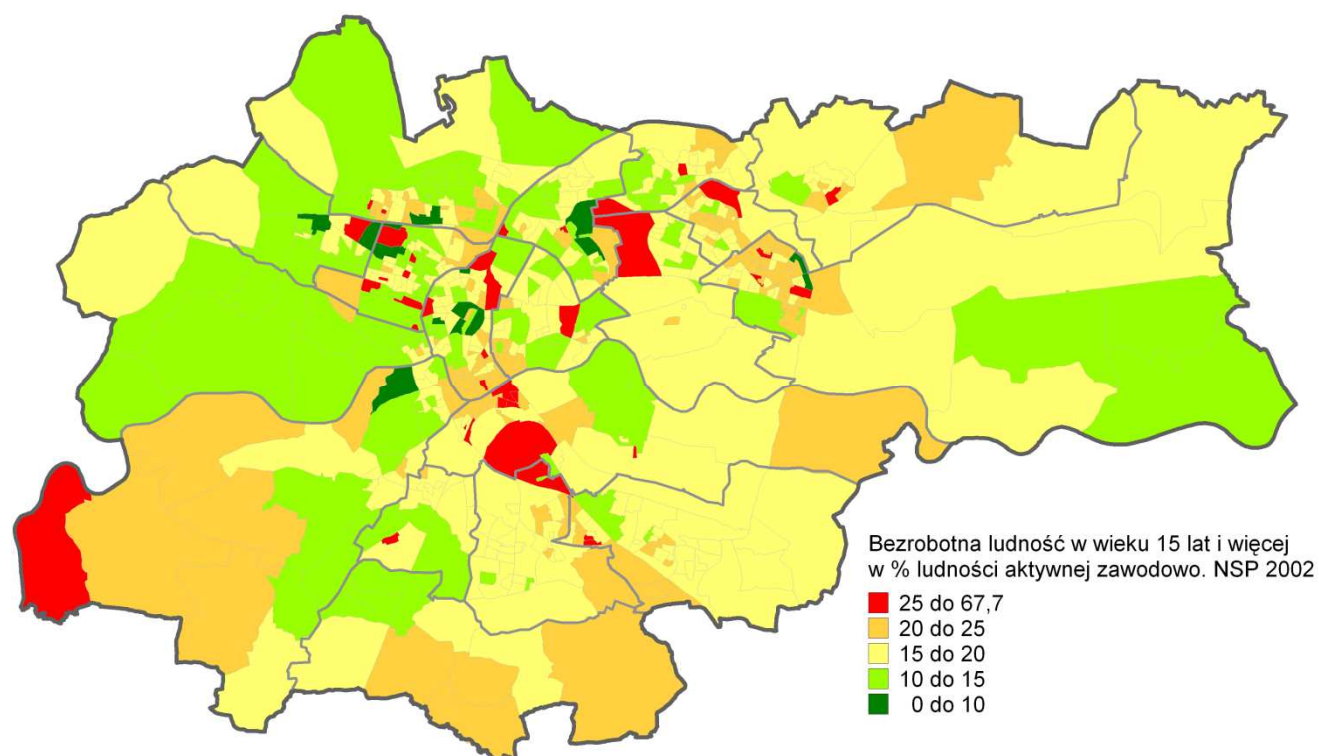 Bezrobotna ludność w wieku 15 lat i więcej
w % ludności aktywnej zawodowo. NSP 2002
25 do 67,7
20 do 25
15 do 20
10 do 15
0 do 10